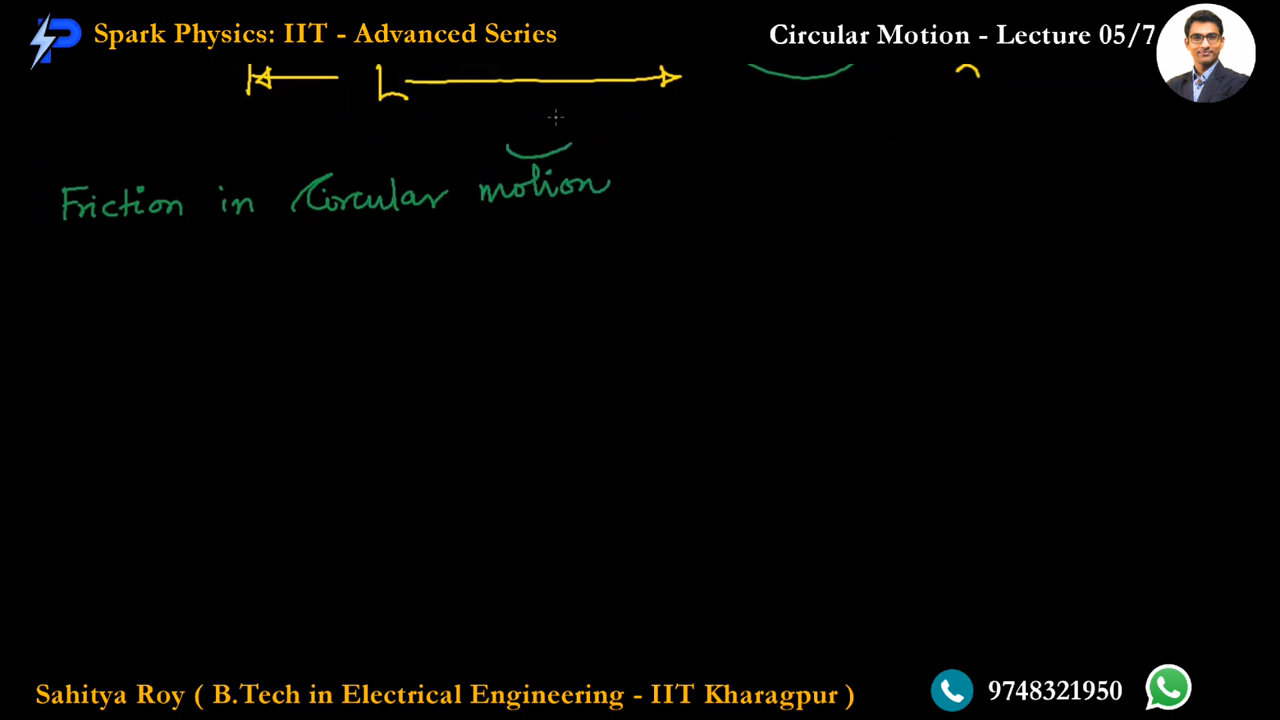 Spark Physics: IIT - Advanced Series
Circular Motion - Lecture 05/7
L
Friction in Circular motion
Sahitya Roy ( B.Tech in Electrical Engineering - IIT Kharagpur )
9748321950